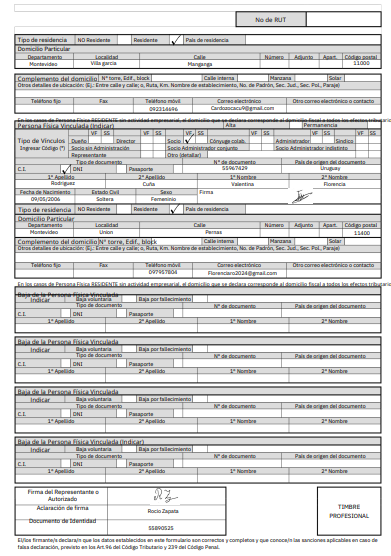 No de RUT
Tipo de residencia NO Residente Residente País de residencia
Domicilio Particular
Departamento Localidad Calle Número Adjunto Apart. Código postal
Montevideo Villa garcia Manganga 11000
Complemento del domicilio N° torre, Edif., block Calle interna Manzana Solar
Otros detalles de ubicación: (Ej.: Entre calle y calle; o, Ruta, Km. Nombre de Establecimiento, No. de Padrón, Sec. Jud., Sec. Pol., Paraje)
Teléfono fijo Fax Teléfono móvil Correo electrónico Otro correo electrónico o contacto
092314696 Cardozocacu9@gmail.com
En los casos de Persona Física RESIDENTE sin actividad empresarial, el domicilio que se declara corresponde al domicilio fiscal a todos los efectos tributarios
Persona Física Vinculada (Indicar) Alta Permanencia
VF SS VF SS VF SS VF SS VF SS VF SS
Tipo de Vínculos Dueño Director Socio Cónyuge colab. Administrador Síndico
Ingresar Código (*) Socio sin Administración Socio Administrador conjunto Socio Administrador indistinto
Representante Otro (detallar)
Tipo de documento N° de documento País de origen del documento
C.I. DNI Pasaporte 55967429 Uruguay
1° Apellido 2° Apellido 1° Nombre 2° Nombre
Rodriguez Cuña Valentina Florencia
Fecha de Nacimiento Estado Civil Sexo Firma
09/05/2006 Soltera Femenino
Tipo de residencia NO Residente Residente País de residencia
Domicilio Particular
Departamento Localidad Calle Número Adjunto Apart. Código postal
Montevideo Unión Pernas 11400
Complemento del domicilio N° torre, Edif., block Calle interna Manzana Solar
Otros detalles de ubicación: (Ej.: Entre calle y calle; o, Ruta, Km. Nombre de Establecimiento, No. de Padrón, Sec. Jud., Sec. Pol., Paraje)
Teléfono fijo Fax Teléfono móvil Correo electrónico Otro correo electrónico o contacto
097957804 Florenciaro2024@gmail.com
En los casos de Persona Física RESIDENTE sin actividad empresarial, el domicilio que se declara corresponde al domicilio fiscal a todos los efectos tributarios
Baja de la Persona Física Vinculada
Indicar Baja voluntaria Baja por fallecimiento
Tipo de documento N° de documento País de origen del documento
C.I. DNI Pasaporte
1° Apellido 2° Apellido 1° Nombre 2° Nombre
Baja de la Persona Física Vinculada
Indicar Baja voluntaria Baja por fallecimiento
Tipo de documento N° de documento País de origen del documento
C.I. DNI Pasaporte
1° Apellido 2° Apellido 1° Nombre 2° Nombre
Baja de la Persona Física Vinculada
Indicar Baja voluntaria Baja por fallecimiento
Tipo de documento N° de documento País de origen del documento
C.I. DNI Pasaporte
1° Apellido 2° Apellido 1° Nombre 2° Nombre
Baja de la Persona Física Vinculada (Indicar)
Indicar Baja voluntaria Baja por fallecimiento
Tipo de documento N° de documento País de origen del documento
C.I. DNI Pasaporte
1° Apellido 2° Apellido 1° Nombre 2° Nombre
Firma del Representante o Autorizado
Aclaración de firma Rocio Zapata
Documento de Identidad 55890525
TIMBRE PROFESIONAL
El/los firmante/s declara/n que los datos establecidos en este formulario son correctos y completos y que conoce/n las sanciones aplicables en caso de
falsa declaración, previsto en los Art.96 del Código Tributario y 239 del Código Penal.